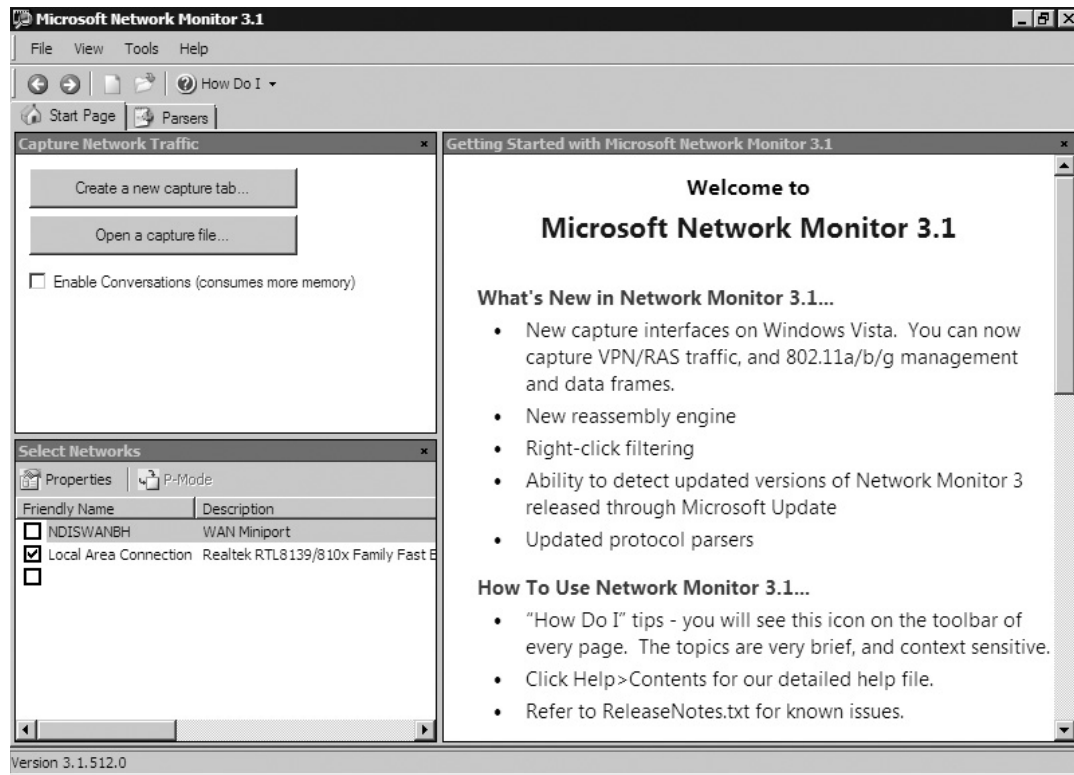 Microsoft Network Monitor 3.1
File View Tools Help
How Do I
Start Page Parsers
Capture Network Traffic
Create a new capture tab...
Open a capture file...
Enable Conversations (consumes more memory)
Select Networks
Properties P-Mode
Friendly Name Description
NDISWANBH WAN Miniport
Local Area Connection Realtek RTL8139/810x Family Fast E
Getting Started with Microsoft Network Monitor 3.1
Welcome to
Microsoft Network Monitor 3.1
What's New in Network Monitor 3.1...
• New capture interfaces on Windows Vista. You can now
capture VPN/RAS traffic, and 802.11a/b/g management
and data frames.
• New reassembly engine
• Right-click filtering
• Ability to detect updated versions of Network Monitor 3
released through Microsoft Update
• Updated protocol parsers
How To Use Network Monitor 3.1...
• “How Do I” tips - you will see this icon on the toolbar of
every page. The topics are very brief, and context sensitive.
• Click Help>Contents for our detailed help file.
• Refer to ReleaseNotes.txt for known issues.
Version 3.1.512.0